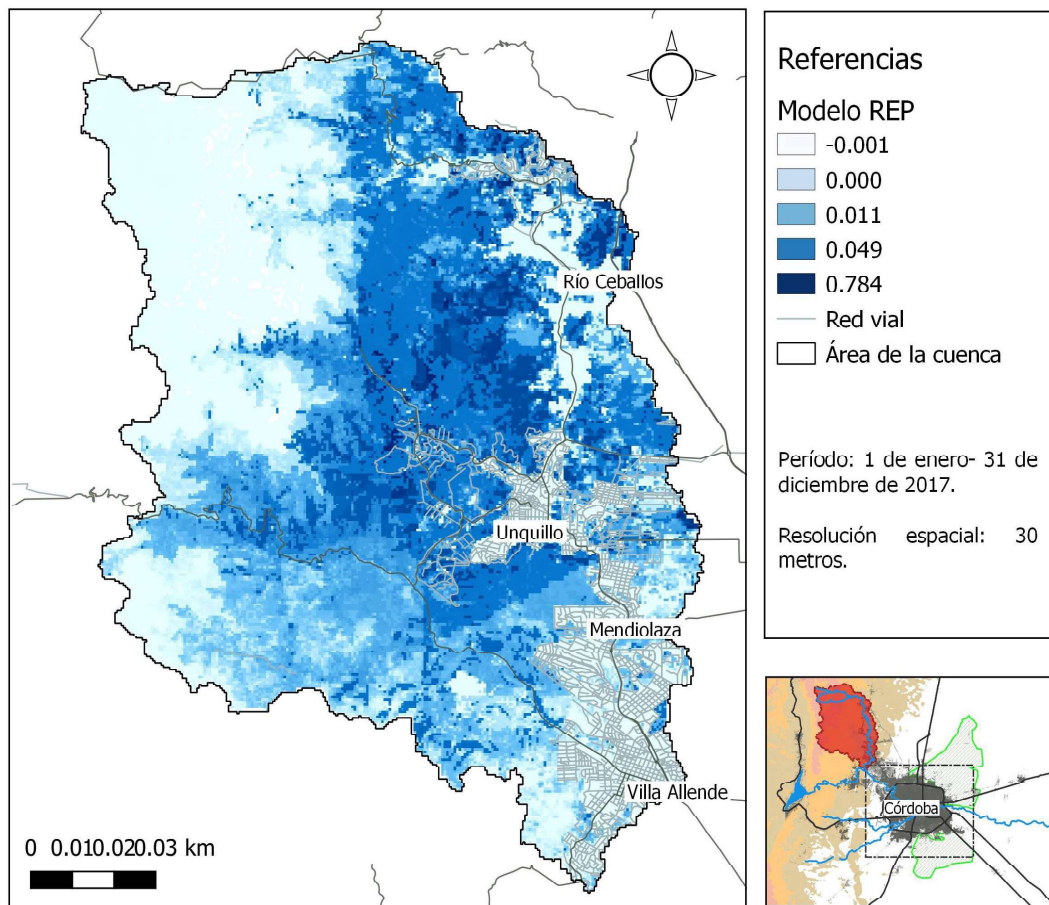 Río Ceballos
Unquillo
Mendiolaza
Villa Allende
0 0.010.020.03 km
Referencias
Modelo REP
-0.001
0.000
0.011
0.049
0.784
Red vial
Área de la cuenca
Período: 1 de enero- 31 de
diciembre de 2017.
Resolución espacial: 30
metros.
Córdoba